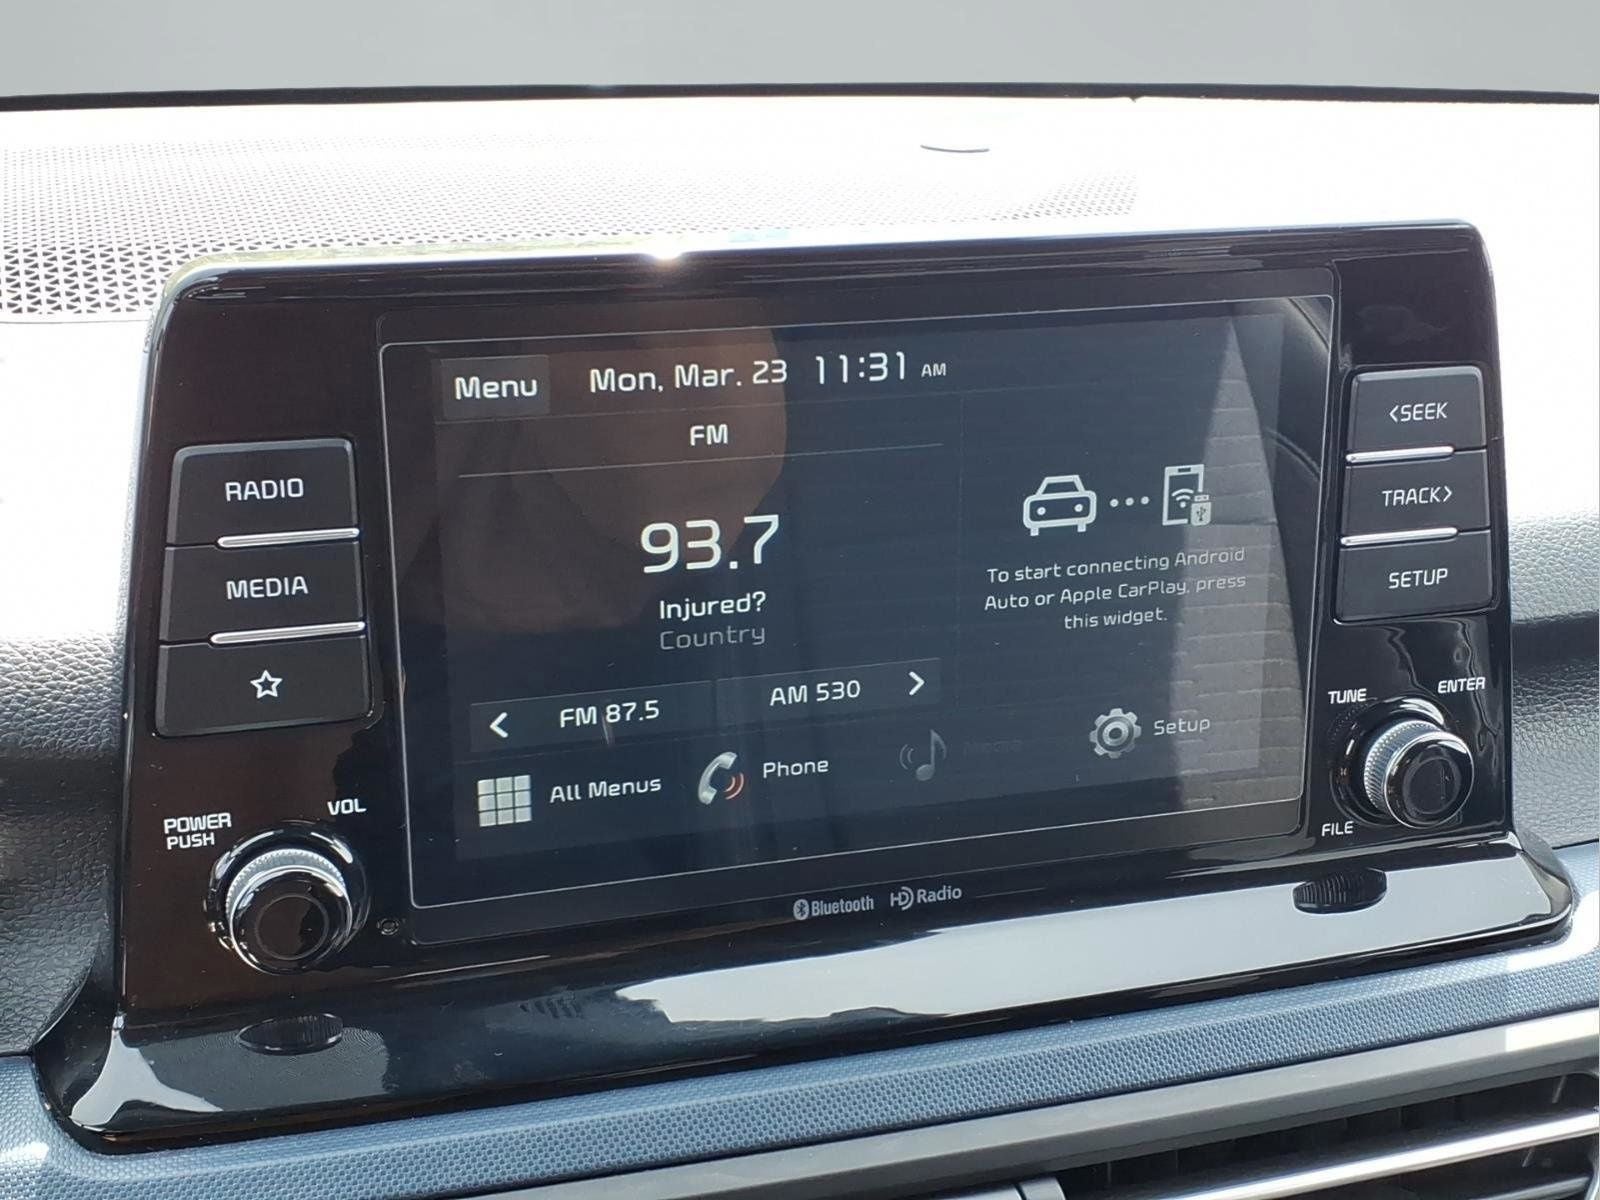 Menu Mon, Mar. 23 11:31 AM
FM
93.7
Injured?
Country
< FM 87.5 AM 530 >
All Menus Phone Setup
To start connecting Android
Auto or Apple CarPlay, press
this widget.
RADIO
MEDIA
POWER
PUSH
VOL
<SEEK
TRACK>
SETUP
TUNE
ENTER
FILE
Bluetooth HD Radio